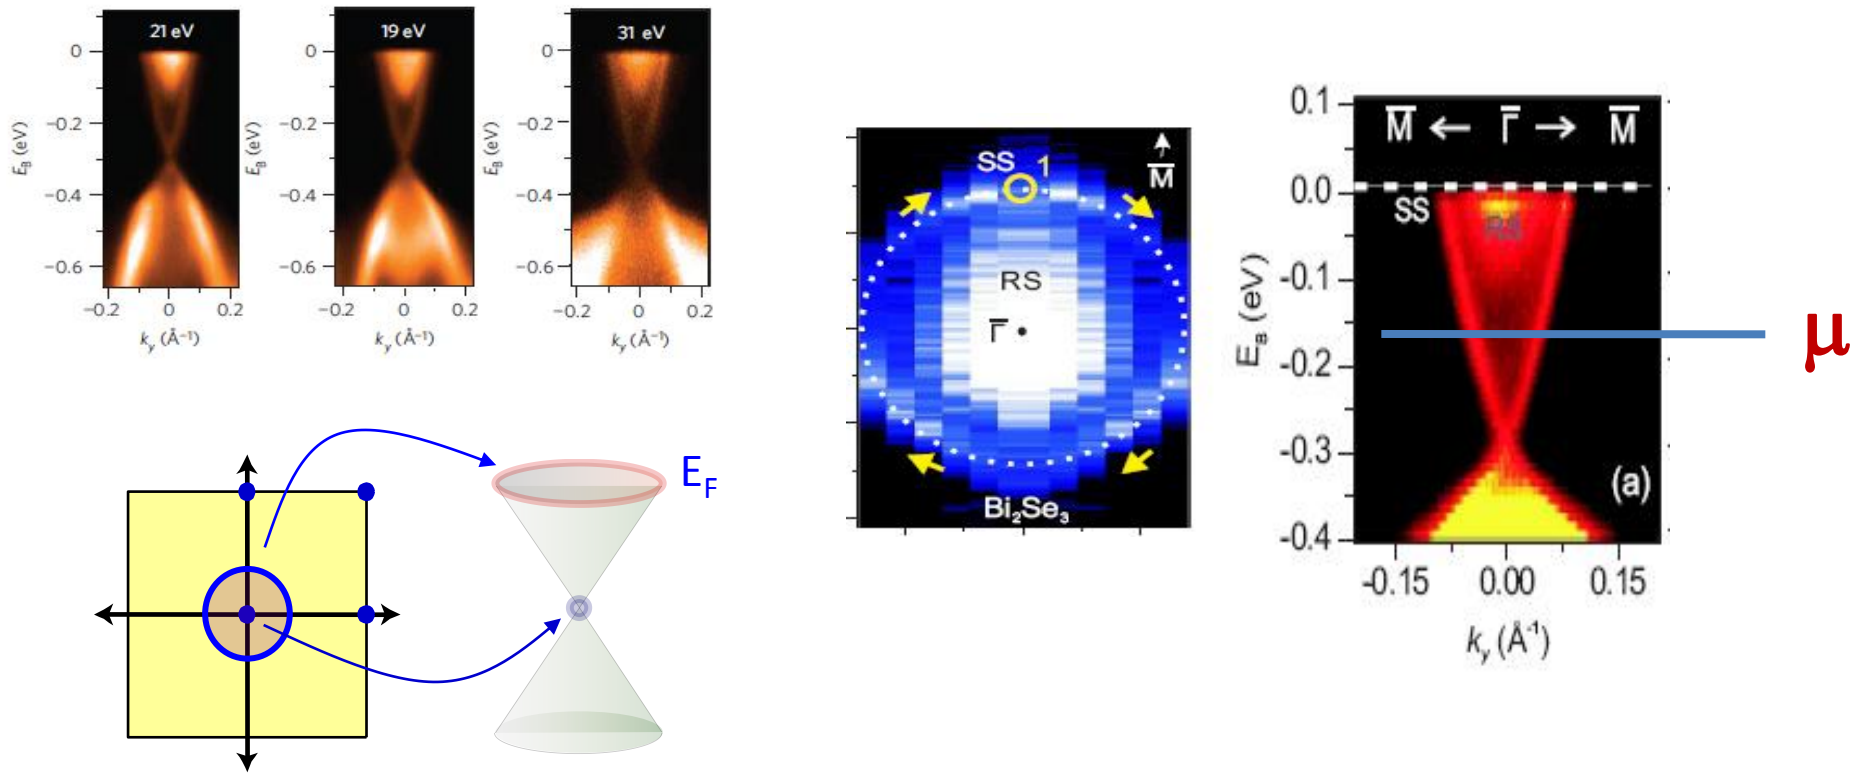 21 eV
0
−0.2
−0.4
−0.6
E_B (eV)
−0.2 0 0.2
k_y (Å⁻¹)
19 eV
0
−0.2
−0.4
−0.6
E_B (eV)
−0.2 0 0.2
k_y (Å⁻¹)
31 eV
0
−0.2
−0.4
−0.6
E_B (eV)
−0.2 0 0.2
k_y (Å⁻¹)
E_F
SS 1
M̅
RS
Γ̅
Bi₂Se₃
M̅ ← Γ̅ → M̅
0.1
0.0
-0.1
-0.2
-0.3
-0.4
E_B (eV)
SS
RS
(a)
-0.15 0.00 0.15
k_y (Å⁻¹)
μ